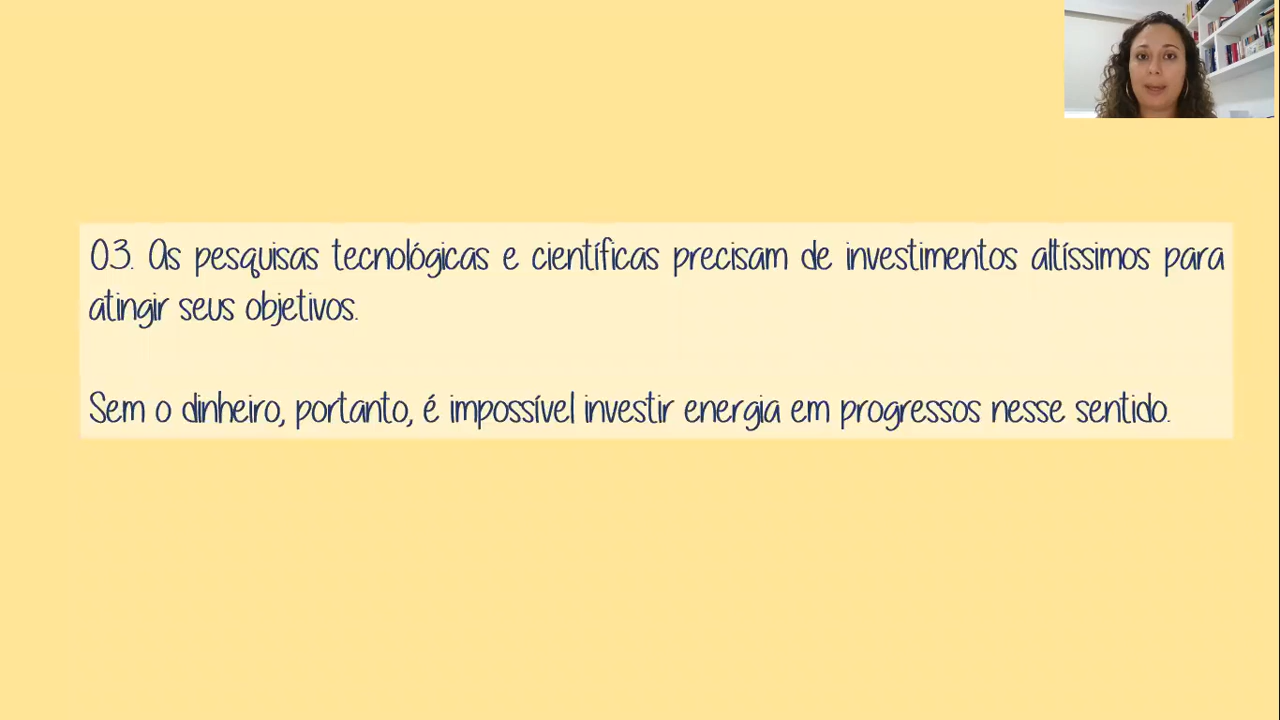 03. As pesquisas tecnológicas e científicas precisam de investimentos altíssimos para
atingir seus objetivos.
Sem o dinheiro, portanto, é impossível investir energia em progressos nesse sentido.